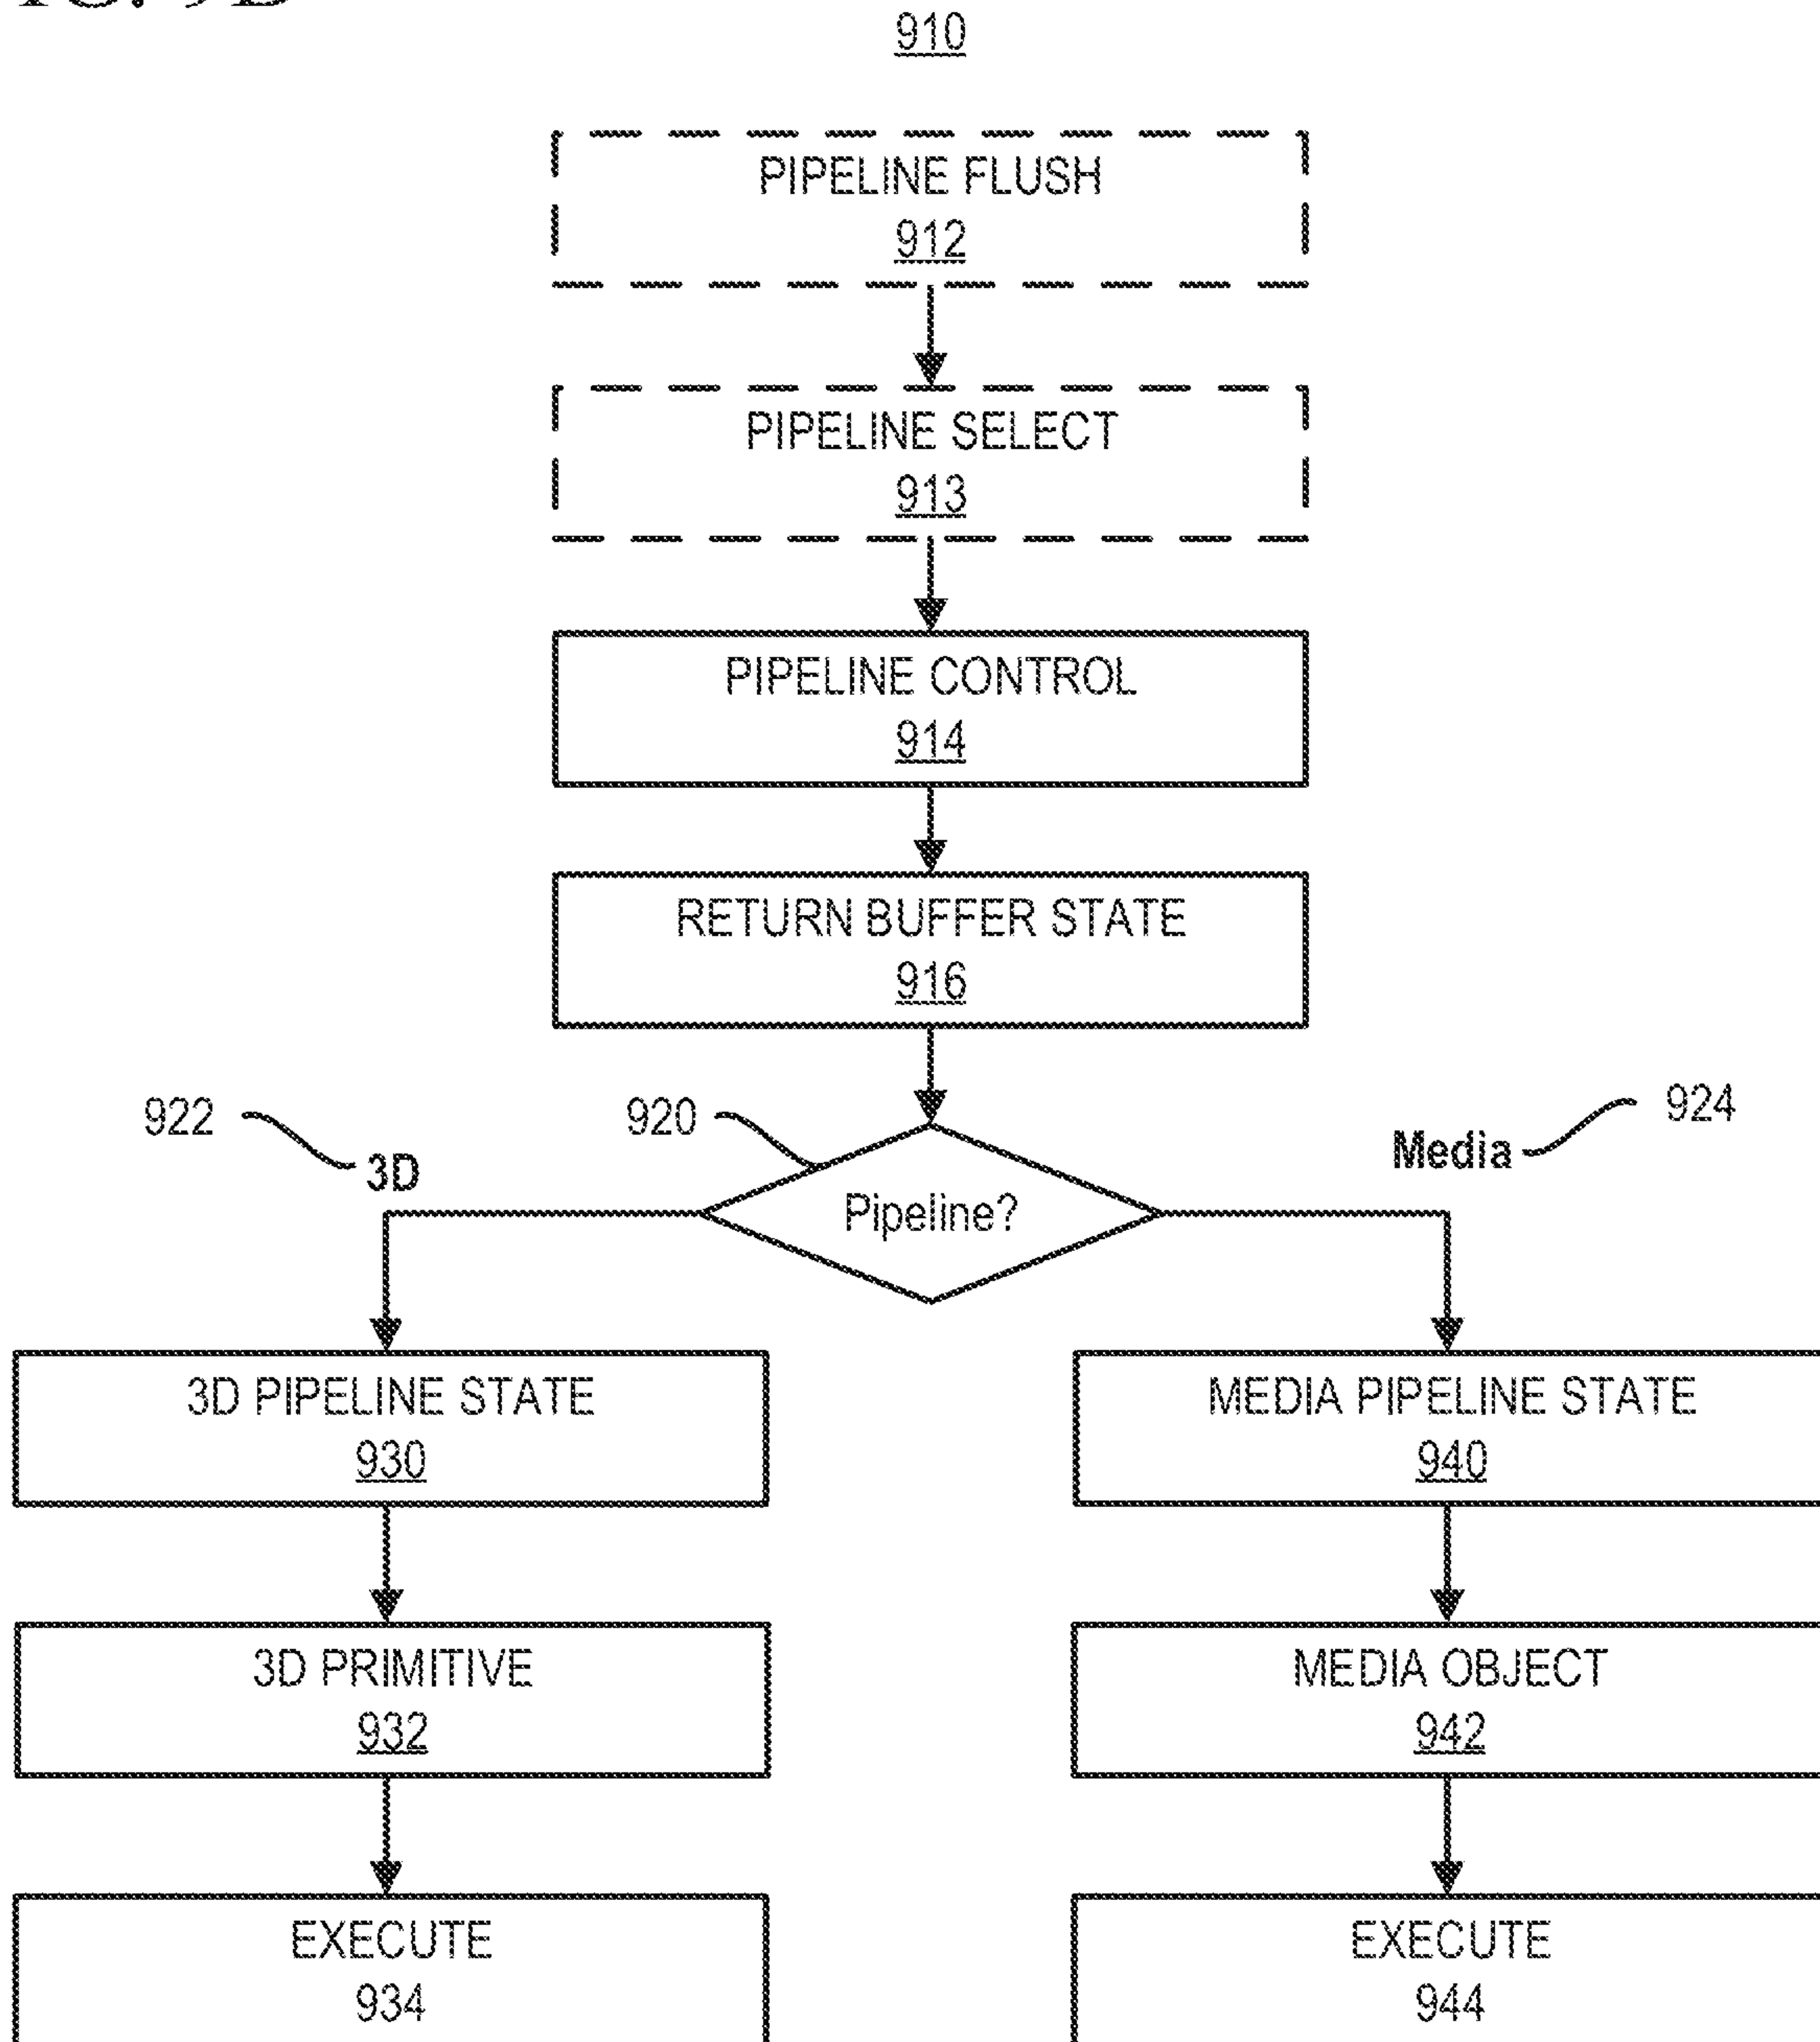 910
PIPELINE FLUSH
912
PIPELINE SELECT
913
PIPELINE CONTROL
914
RETURN BUFFER STATE
916
922
3D
920
Pipeline?
Media
924
3D PIPELINE STATE
930
MEDIA PIPELINE STATE
940
3D PRIMITIVE
932
MEDIA OBJECT
942
EXECUTE
934
EXECUTE
944